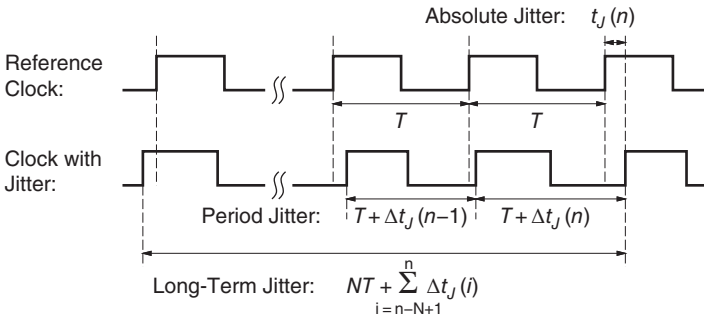 Absolute Jitter: t_J(n)
Reference
Clock:
T T
Clock with
Jitter:
Period Jitter: T + Δt_J(n–1) T + Δt_J(n)
Long-Term Jitter: NT + Σ Δt_J(i)
n
i = n–N+1